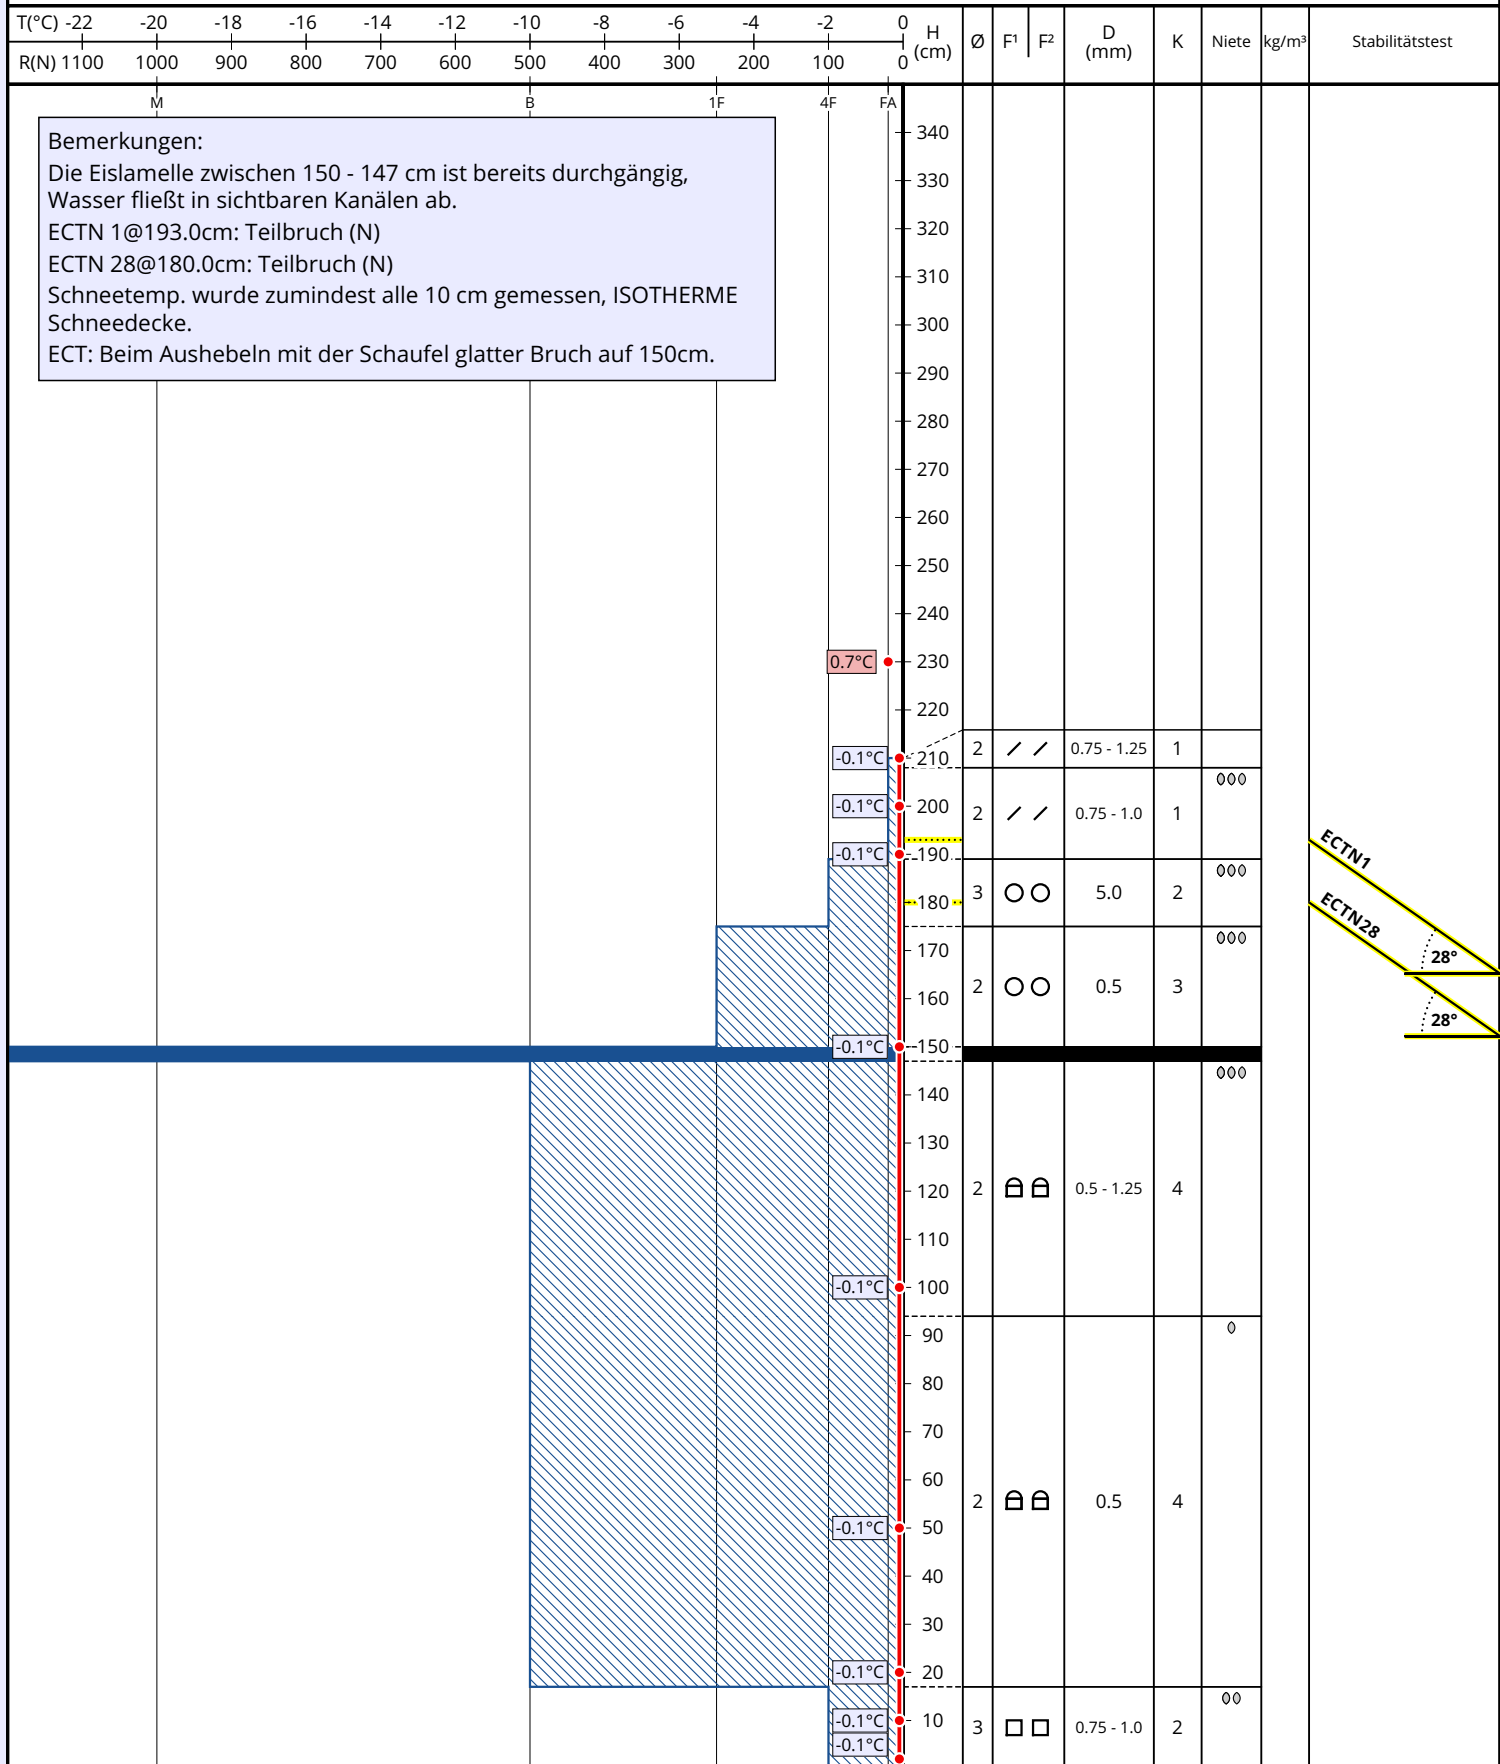 T(°C) -22 -20 -18 -16 -14 -12 -10 -8 -6 -4 -2 0
R(N) 1100 1000 900 800 700 600 500 400 300 200 100 0
H (cm) Ø F¹ F² D (mm) K Niete kg/m³ Stabilitätstest
M B 1F 4F FA
Bemerkungen:
Die Eislamelle zwischen 150 - 147 cm ist bereits durchgängig,
Wasser fließt in sichtbaren Kanälen ab.
ECTN 1@193.0cm: Teilbruch (N)
ECTN 28@180.0cm: Teilbruch (N)
Schneetemp. wurde zumindest alle 10 cm gemessen, ISOTHERME
Schneedecke.
ECT: Beim Aushebeln mit der Schaufel glatter Bruch auf 150cm.
340
330
320
310
300
290
280
270
260
250
240
0.7°C 230
220
2 0.75 - 1.25 1
-0.1°C 210
-0.1°C 200
2 0.75 - 1.0 1
-0.1°C 190
ECTN1
3 5.0 2
180
ECTN28
170
28°
2 0.5 3
160
28°
-0.1°C 150
140
130
120
2 0.5 - 1.25 4
110
-0.1°C 100
90
80
70
60
2 0.5 4
-0.1°C 50
40
30
-0.1°C 20
-0.1°C 10
3 0.75 - 1.0 2
-0.1°C